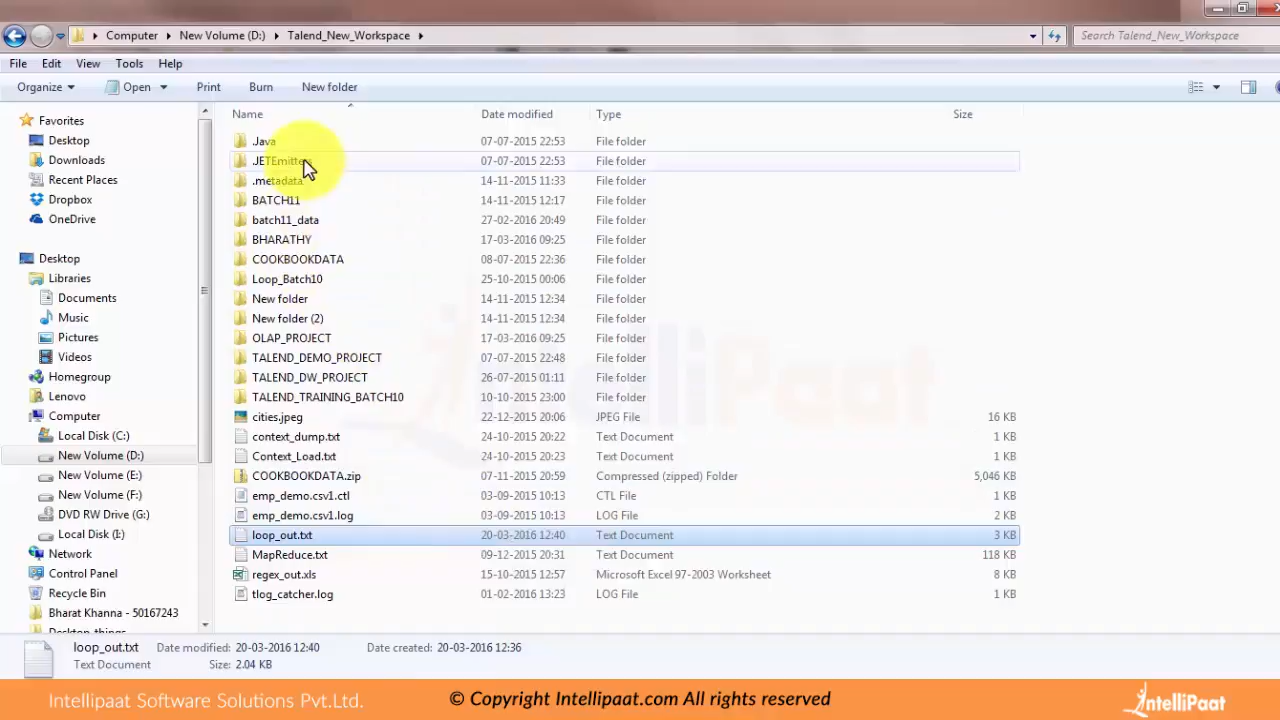 Computer New Volume (D:) Talend_New_Workspace Search Talend_New_Workspace
File Edit View Tools Help
Organize Open Print Burn New folder
Name Date modified Type Size
Favorites
Desktop
Downloads
Recent Places
Dropbox
OneDrive
Desktop
Libraries
Documents
Music
Pictures
Videos
Homegroup
Lenovo
Computer
Local Disk (C:)
New Volume (D:)
New Volume (E:)
New Volume (F:)
DVD RW Drive (G:)
Local Disk (I:)
Network
Control Panel
Recycle Bin
Bharat Khanna - 50167243
Desktop-things
.Java 07-07-2015 22:53 File folder
.JETEmitters 07-07-2015 22:53 File folder
.metadata 14-11-2015 11:33 File folder
BATCH11 14-11-2015 12:17 File folder
batch11_data 27-02-2016 20:49 File folder
BHARATHY 17-03-2016 09:25 File folder
COOKBOOKDATA 08-07-2015 22:36 File folder
Loop_Batch10 25-10-2015 00:06 File folder
New folder 14-11-2015 12:34 File folder
New folder (2) 14-11-2015 12:34 File folder
OLAP_PROJECT 17-03-2016 09:25 File folder
TALEND_DEMO_PROJECT 07-07-2015 22:48 File folder
TALEND_DW_PROJECT 26-07-2015 01:11 File folder
TALEND_TRAINING_BATCH10 10-10-2015 23:00 File folder
cities.jpeg 22-12-2015 20:06 JPEG File 16 KB
context_dump.txt 24-10-2015 20:22 Text Document 1 KB
Context_Load.txt 24-10-2015 20:22 Text Document 1 KB
COOKBOOKDATA.zip 07-11-2015 20:59 Compressed (zipped) Folder 5,046 KB
emp_demo.csv1.ctl 03-09-2015 10:13 CTL File 1 KB
emp_demo.csv1.log 03-09-2015 10:13 LOG File 2 KB
loop_out.txt 20-03-2016 12:40 Text Document 3 KB
MapReduce.txt 09-12-2015 20:31 Text Document 118 KB
regex_out.xls 15-10-2015 12:57 Microsoft Excel 97-2003 Worksheet 8 KB
tlog_catcher.log 01-02-2016 13:23 LOG File 1 KB
IntelliPaat
loop_out.txt Date modified: 20-03-2016 12:40 Date created: 20-03-2016 12:36
Text Document Size: 2.04 KB
Intellipaat Software Solutions Pvt.Ltd. © Copyright Intellipaat.com All rights reserved IntelliPaat